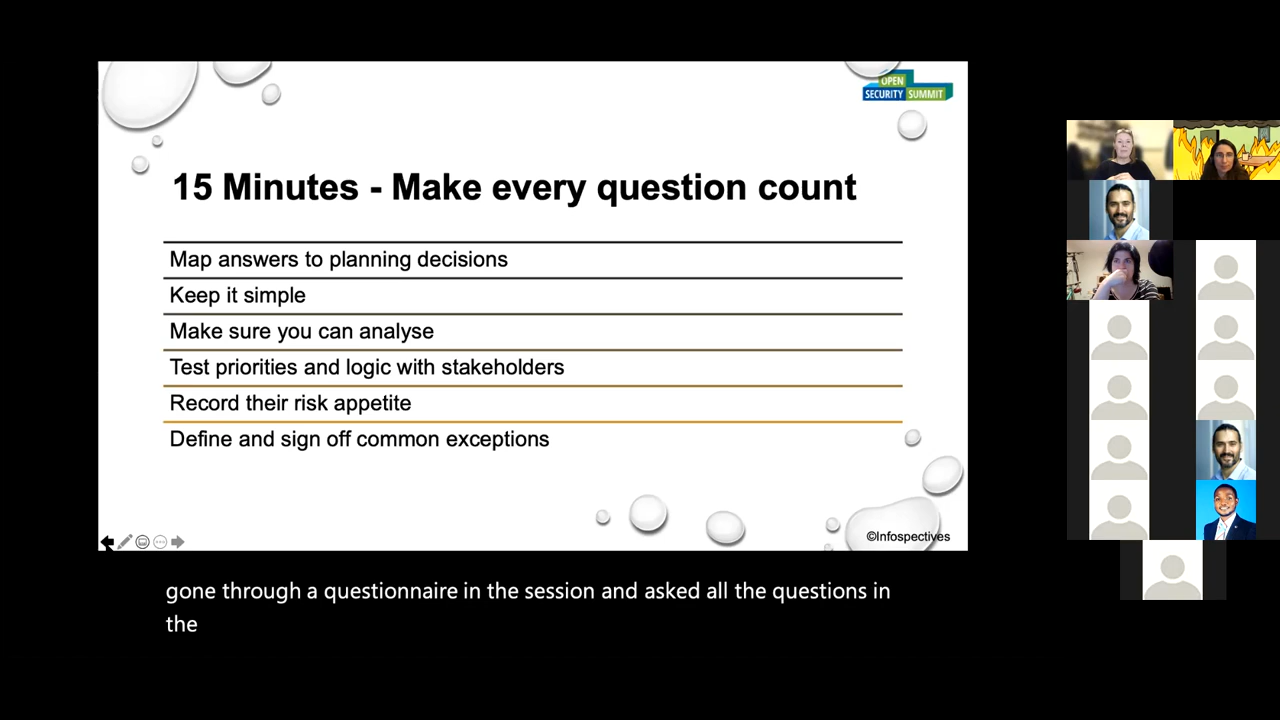 OPEN
SECURITY SUMMIT
15 Minutes - Make every question count
Map answers to planning decisions
Keep it simple
Make sure you can analyse
Test priorities and logic with stakeholders
Record their risk appetite
Define and sign off common exceptions
©Infospectives
gone through a questionnaire in the session and asked all the questions in
the